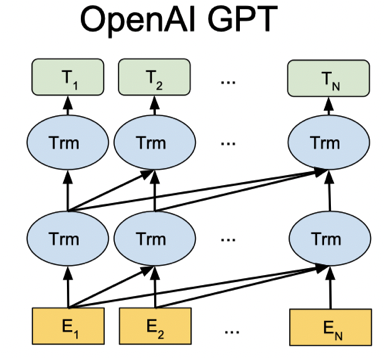 OpenAI GPT
T1 T2 ... TN
Trm Trm ... Trm
Trm Trm ... Trm
E1 E2 ... EN